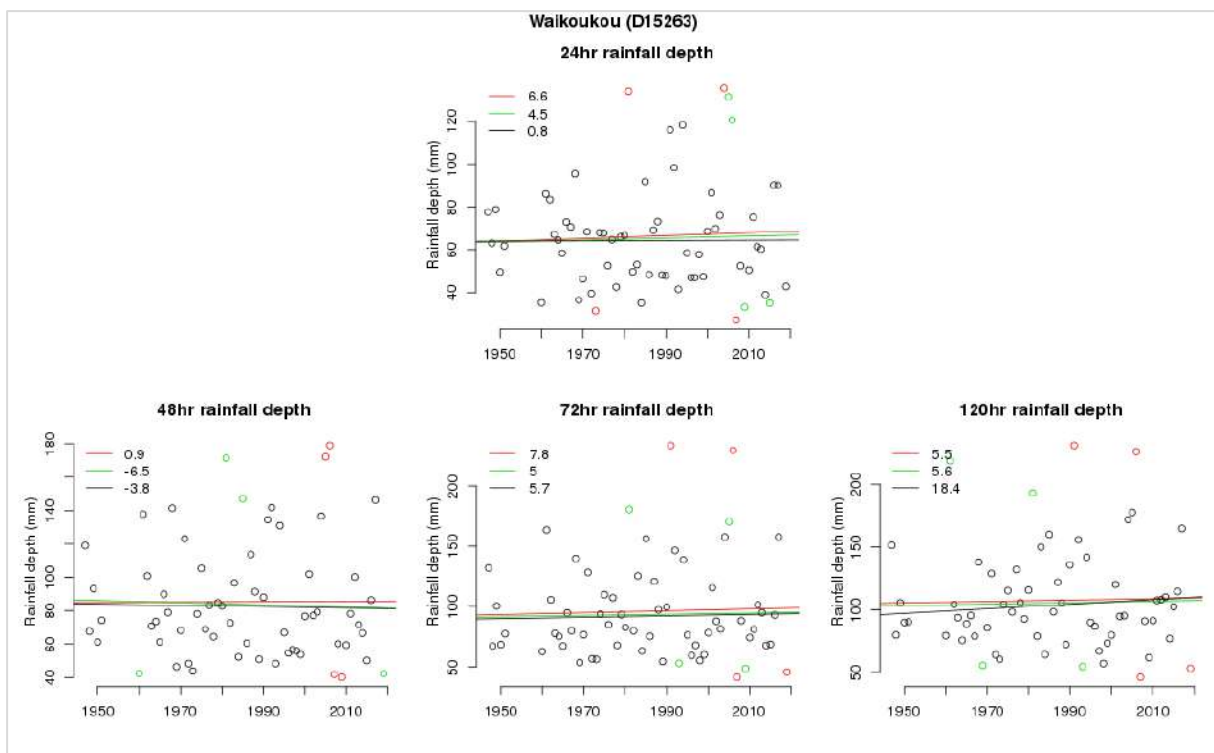 Waikoukou (D15263)
24hr rainfall depth
6.6
4.5
0.8
Rainfall depth (mm)
120
100
80
60
40
1950 1970 1990 2010
48hr rainfall depth
0.9
-6.5
-3.8
Rainfall depth (mm)
180
140
100
80
60
40
1950 1970 1990 2010
72hr rainfall depth
7.8
5
5.7
Rainfall depth (mm)
200
150
100
50
1950 1970 1990 2010
120hr rainfall depth
5.5
5.6
18.4
Rainfall depth (mm)
200
150
100
50
1950 1970 1990 2010